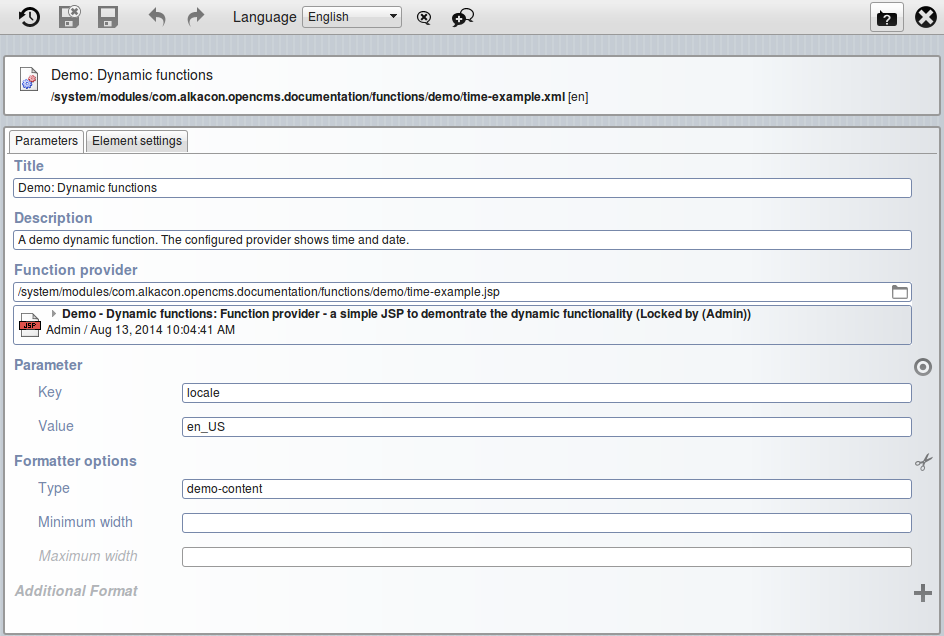 Language English
?
Demo: Dynamic functions
/system/modules/com.alkacon.opencms.documentation/functions/demo/time-example.xml [en]
Parameters Element settings
Title
Demo: Dynamic functions
Description
A demo dynamic function. The configured provider shows time and date.
Function provider
/system/modules/com.alkacon.opencms.documentation/functions/demo/time-example.jsp
Demo - Dynamic functions: Function provider - a simple JSP to demontrate the dynamic functionality (Locked by (Admin))
JSP
Admin / Aug 13, 2014 10:04:41 AM
Parameter
Key locale
Value en_US
Formatter options
Type demo-content
Minimum width
Maximum width
Additional Format